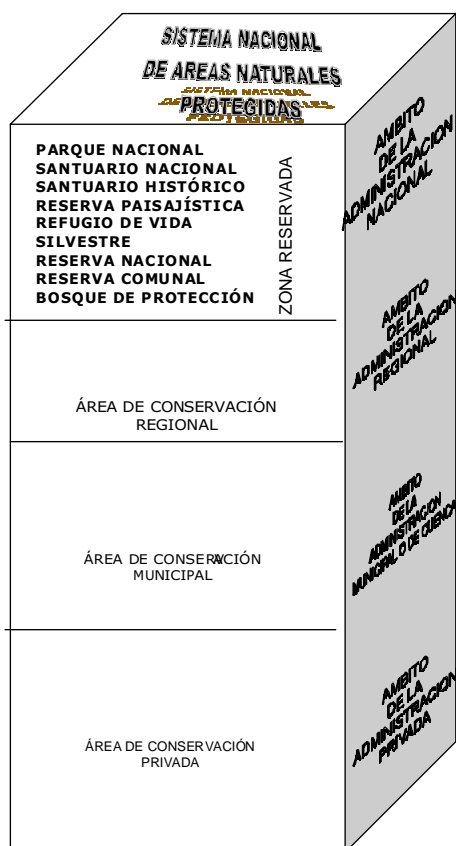 SISTEMA NACIONAL
DE AREAS NATURALES
PROTEGIDAS
PARQUE NACIONAL
SANTUARIO NACIONAL
SANTUARIO HISTÓRICO
RESERVA PAISAJÍSTICA
REFUGIO DE VIDA
SILVESTRE
RESERVA NACIONAL
RESERVA COMUNAL
BOSQUE DE PROTECCIÓN
ZONA RESERVADA
AMBITO
DE LA
ADMINISTRACION
NACIONAL
ÁREA DE CONSERVACIÓN
REGIONAL
AMBITO
DE LA
ADMINISTRACION
REGIONAL
ÁREA DE CONSERVACIÓN
MUNICIPAL
AMBITO
DE LA
ADMINISTRACION
MUNICIPAL O DE CUENCA
ÁREA DE CONSERVACIÓN
PRIVADA
AMBITO
DE LA
ADMINISTRACION
PRIVADA